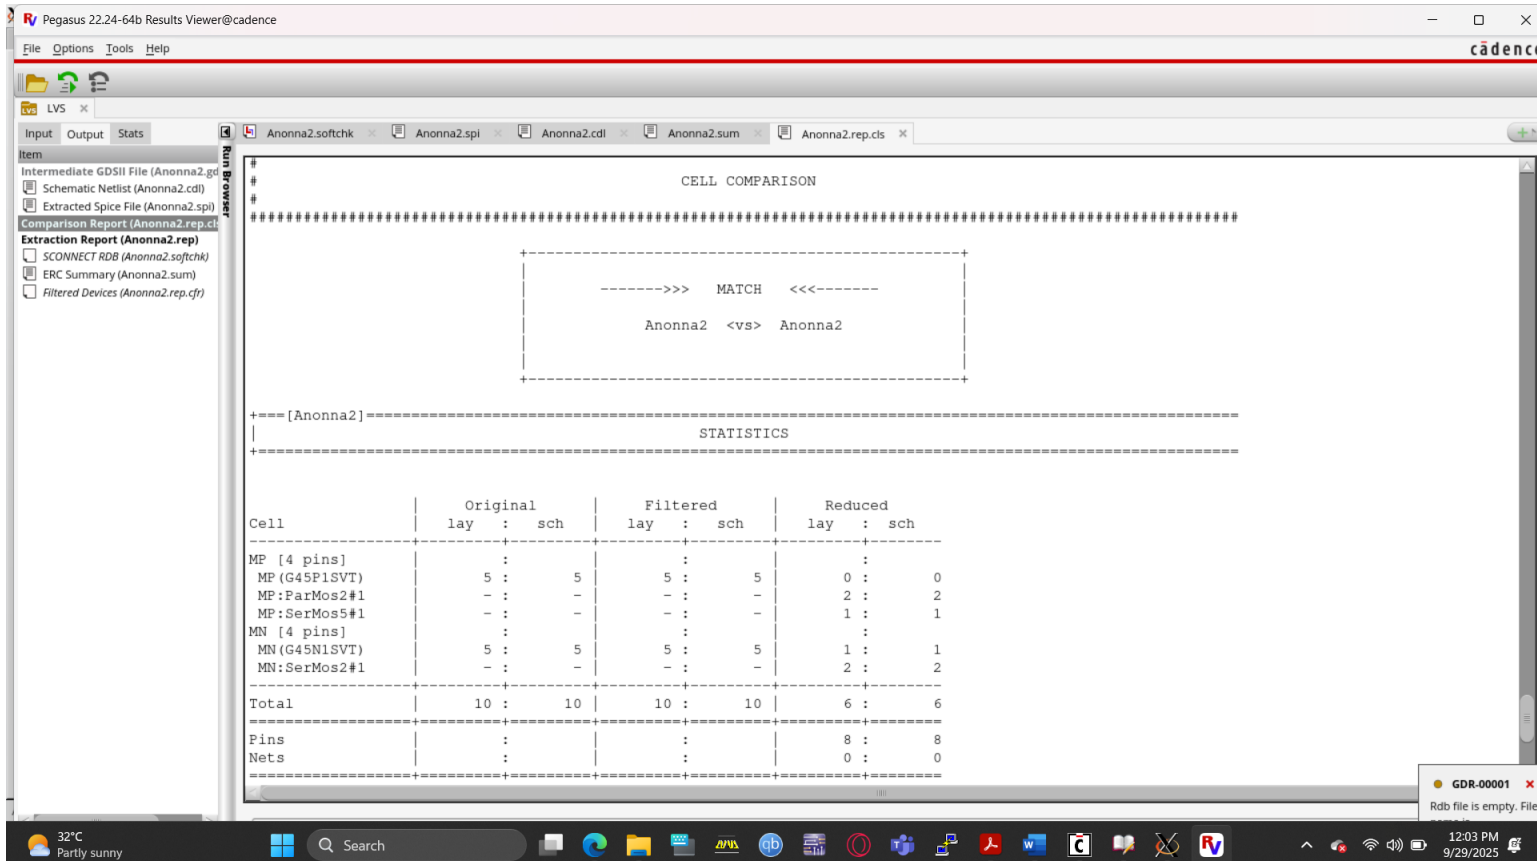 Pegasus 22.24-64b Results Viewer@cadence
File Options Tools Help
cādence
LVS
Input Output Stats
Anonna2.softchk Anonna2.spi Anonna2.cdl Anonna2.sum Anonna2.rep.cls
Item
Intermediate GDSII File (Anonna2.gd
Schematic Netlist (Anonna2.cdl)
Extracted Spice File (Anonna2.spi)
Comparison Report (Anonna2.rep.cls
Extraction Report (Anonna2.rep)
SCONNECT RDB (Anonna2.softchk)
ERC Summary (Anonna2.sum)
Filtered Devices (Anonna2.rep.cfr)
Run Browser
#
# CELL COMPARISON
#
##############################################################################################################
+------------------------------------------------+
------->>> MATCH <<<-------
Anonna2 <vs> Anonna2
+------------------------------------------------+
+===[Anonna2]=================================================================================================
| STATISTICS
+=============================================================================================================
| Original | Filtered | Reduced
Cell | lay : sch | lay : sch | lay : sch
------------------+---------+---------+---------+---------+---------+--------
MP [4 pins] | : | : | :
MP(G45P1SVT) | 5 : 5 | 5 : 5 | 0 : 0
MP:ParMos2#1 | - : - | - : - | 2 : 2
MP:SerMos5#1 | - : - | - : - | 1 : 1
MN [4 pins] | : | : | :
MN(G45N1SVT) | 5 : 5 | 5 : 5 | 1 : 1
MN:SerMos2#1 | - : - | - : - | 2 : 2
------------------+---------+---------+---------+---------+---------+--------
Total | 10 : 10 | 10 : 10 | 6 : 6
==================+=========+=========+=========+=========+=========+========
Pins | : | : | 8 : 8
Nets | : | : | 0 : 0
==================+=========+=========+=========+=========+=========+========
GDR-00001
Rdb file is empty. File
32°C
Partly sunny
Search
12:03 PM
9/29/2025